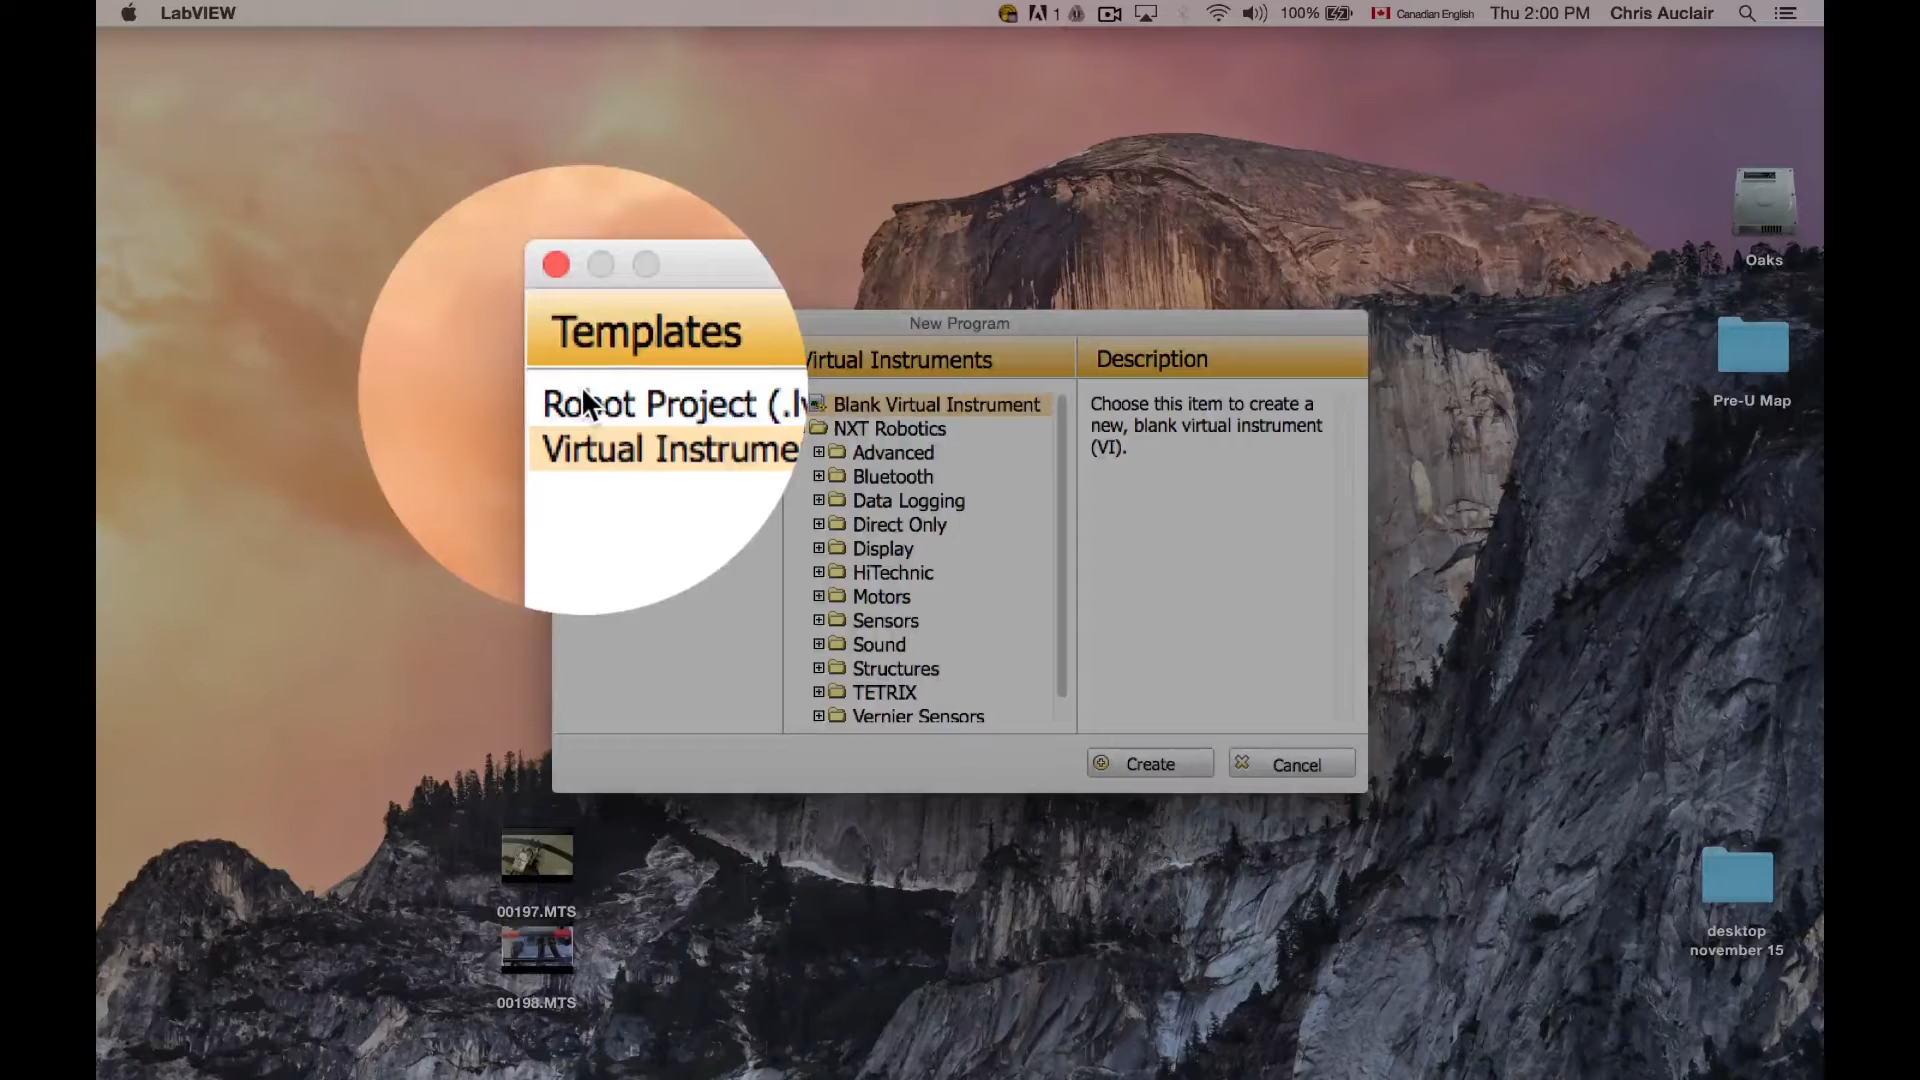 LabVIEW
1
100%
Canadian English
Thu 2:00 PM
Chris Auclair
Oaks
Pre-U Map
New Program
Templates
Virtual Instruments
Description
Robot Project (.lv
Virtual Instrume
Blank Virtual Instrument
NXT Robotics
Advanced
Bluetooth
Data Logging
Direct Only
Display
HiTechnic
Motors
Sensors
Sound
Structures
TETRIX
Vernier Sensors
Choose this item to create a
new, blank virtual instrument
(VI).
Create
Cancel
00197.MTS
00198.MTS
desktop
november 15